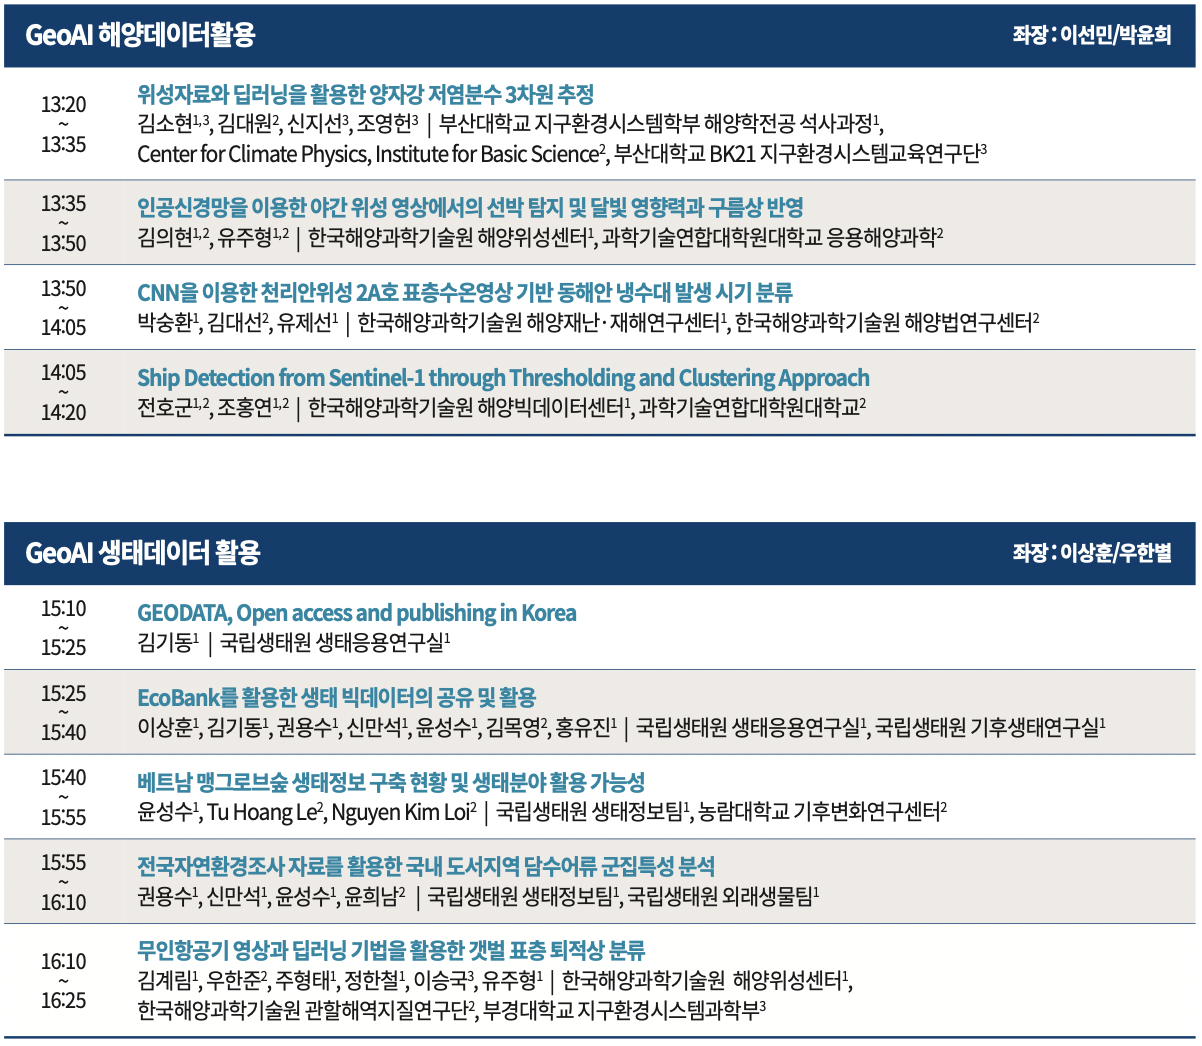 GeoAI 해양데이터활용 좌장 : 이선민/박윤희
13:20 ~ 13:35
위성자료와 딥러닝을 활용한 양자강 저염분수 3차원 추정
김소현1,3, 김대원2, 신지선3, 조영헌3 | 부산대학교 지구환경시스템학부 해양학전공 석사과정1,
Center for Climate Physics, Institute for Basic Science2, 부산대학교 BK21 지구환경시스템교육연구단3
13:35 ~ 13:50
인공신경망을 이용한 야간 위성 영상에서의 선박 탐지 및 달빛 영향력과 구름상 반영
김의현1,2, 유주형1,2 | 한국해양과학기술원 해양위성센터1, 과학기술연합대학원대학교 응용해양과학2
13:50 ~ 14:05
CNN을 이용한 천리안위성 2A호 표층수온영상 기반 동해안 냉수대 발생 시기 분류
박숭환1, 김대선2, 유제선1 | 한국해양과학기술원 해양재난·재해연구센터1, 한국해양과학기술원 해양법연구센터2
14:05 ~ 14:20
Ship Detection from Sentinel-1 through Thresholding and Clustering Approach
전호군1,2, 조홍연1,2 | 한국해양과학기술원 해양빅데이터센터1, 과학기술연합대학원대학교2
GeoAI 생태데이터 활용 좌장 : 이상훈/우한별
15:10 ~ 15:25
GEODATA, Open access and publishing in Korea
김기동1 | 국립생태원 생태응용연구실1
15:25 ~ 15:40
EcoBank를 활용한 생태 빅데이터의 공유 및 활용
이상훈1, 김기동1, 권용수1, 신만석1, 윤성수1, 김목영2, 홍유진1 | 국립생태원 생태응용연구실1, 국립생태원 기후생태연구실1
15:40 ~ 15:55
베트남 맹그로브숲 생태정보 구축 현황 및 생태분야 활용 가능성
윤성수1, Tu Hoang Le2, Nguyen Kim Loi2 | 국립생태원 생태정보팀1, 농람대학교 기후변화연구센터2
15:55 ~ 16:10
전국자연환경조사 자료를 활용한 국내 도서지역 담수어류 군집특성 분석
권용수1, 신만석1, 윤성수1, 윤희남2 | 국립생태원 생태정보팀1, 국립생태원 외래생물팀1
16:10 ~ 16:25
무인항공기 영상과 딥러닝 기법을 활용한 갯벌 표층 퇴적상 분류
김계림1, 우한준2, 주형태1, 정한철1, 이승국3, 유주형1 | 한국해양과학기술원 해양위성센터1,
한국해양과학기술원 관할해역지질연구단2, 부경대학교 지구환경시스템과학부3